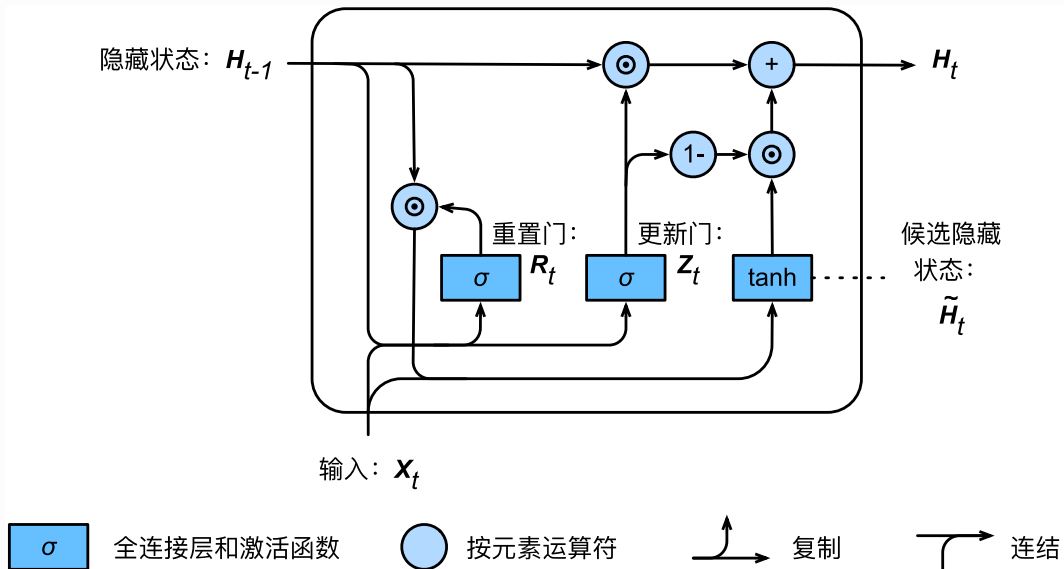 隐藏状态： H_{t-1}
⊙
+
H_t
1-
⊙
⊙
重置门：
R_t
更新门：
Z_t
候选隐藏
状态：
H̃_t
σ
σ
tanh
输入： X_t
σ 全连接层和激活函数
按元素运算符
复制
连结